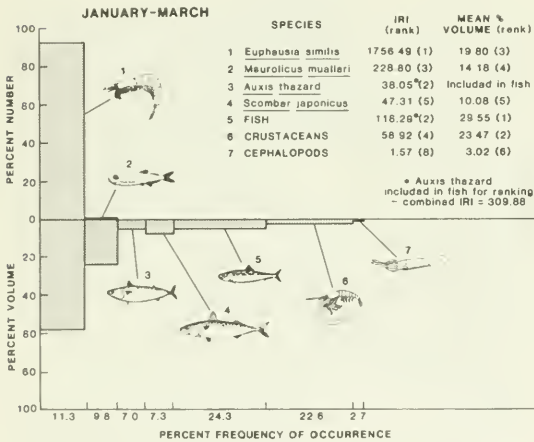 JANUARY-MARCH
SPECIES IRI (rank) MEAN % VOLUME (rank)
1 Euphausia similis 1756.49 (1) 19.80 (3)
2 Maurolicus muallari 228.80 (3) 14.18 (4)
3 Auxis thazard 38.05*(2) Included in fish
4 Scombar japonicus 47.31 (5) 10.08 (5)
5 FISH 118.29*(2) 29.55 (1)
6 CRUSTACEANS 58.92 (4) 23.47 (2)
7 CEPHALOPODS 1.57 (8) 3.02 (6)
* Auxis thazard
included in fish for ranking
- combined IRI = 309.88
PERCENT NUMBER
100
80
60
40
20
0
PERCENT VOLUME
20
40
60
80
100
1
2
3
4
5
6
7
11.3 9.8 7.0 7.3 24.3 22.6 2.7
PERCENT FREQUENCY OF OCCURRENCE